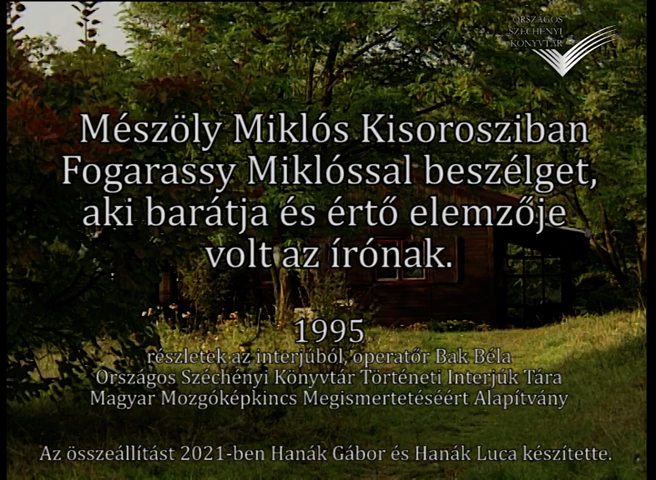 ORSZÁGOS
SZÉCHÉNYI
KÖNYVTÁR
Mészöly Miklós Kisorosziban
Fogarassy Miklóssal beszélget,
aki barátja és értő elemzője
volt az írónak.
1995
részletek az interjúból, operatőr Bak Béla
Országos Széchényi Könyvtár Történeti Interjúk Tára
Magyar Mozgóképkincs Megismertetéséért Alapítvány
Az összeállítást 2021-ben Hanák Gábor és Hanák Luca készítette.